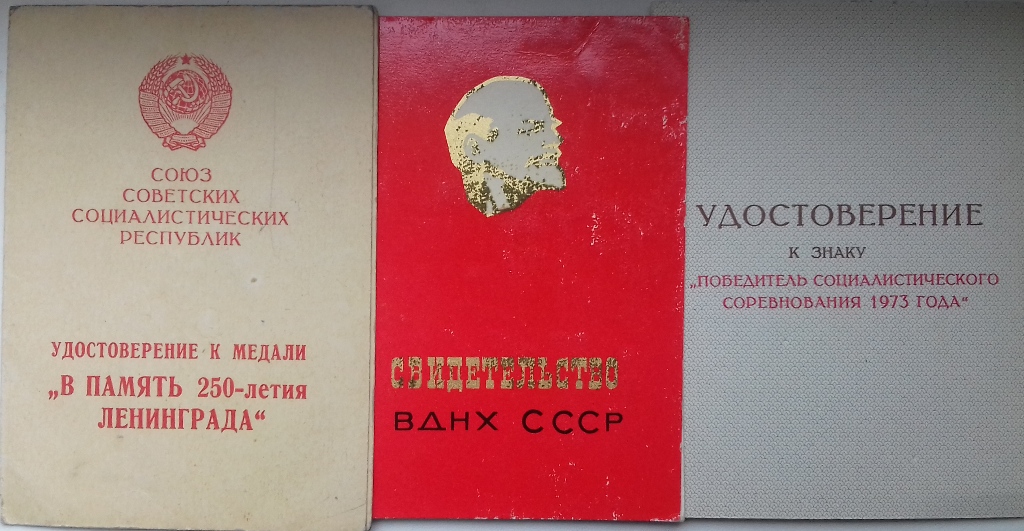 СОЮЗ
СОВЕТСКИХ
СОЦИАЛИСТИЧЕСКИХ
РЕСПУБЛИК
УДОСТОВЕРЕНИЕ К МЕДАЛИ
„В ПАМЯТЬ 250-летия
ЛЕНИНГРАДА“
СВИДЕТЕЛЬСТВО
ВДНХ СССР
УДОСТОВЕРЕНИЕ
К ЗНАКУ
„ПОБЕДИТЕЛЬ СОЦИАЛИСТИЧЕСКОГО
СОРЕВНОВАНИЯ 1973 ГОДА“